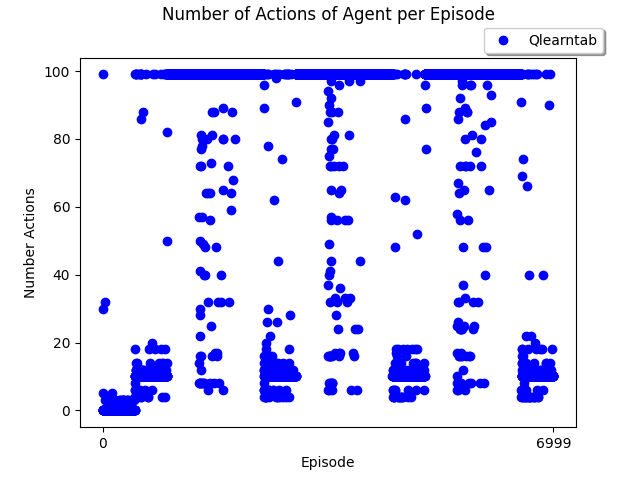 Number of Actions of Agent per Episode
Qlearntab
100
80
60
40
20
0
Number Actions
0
6999
Episode